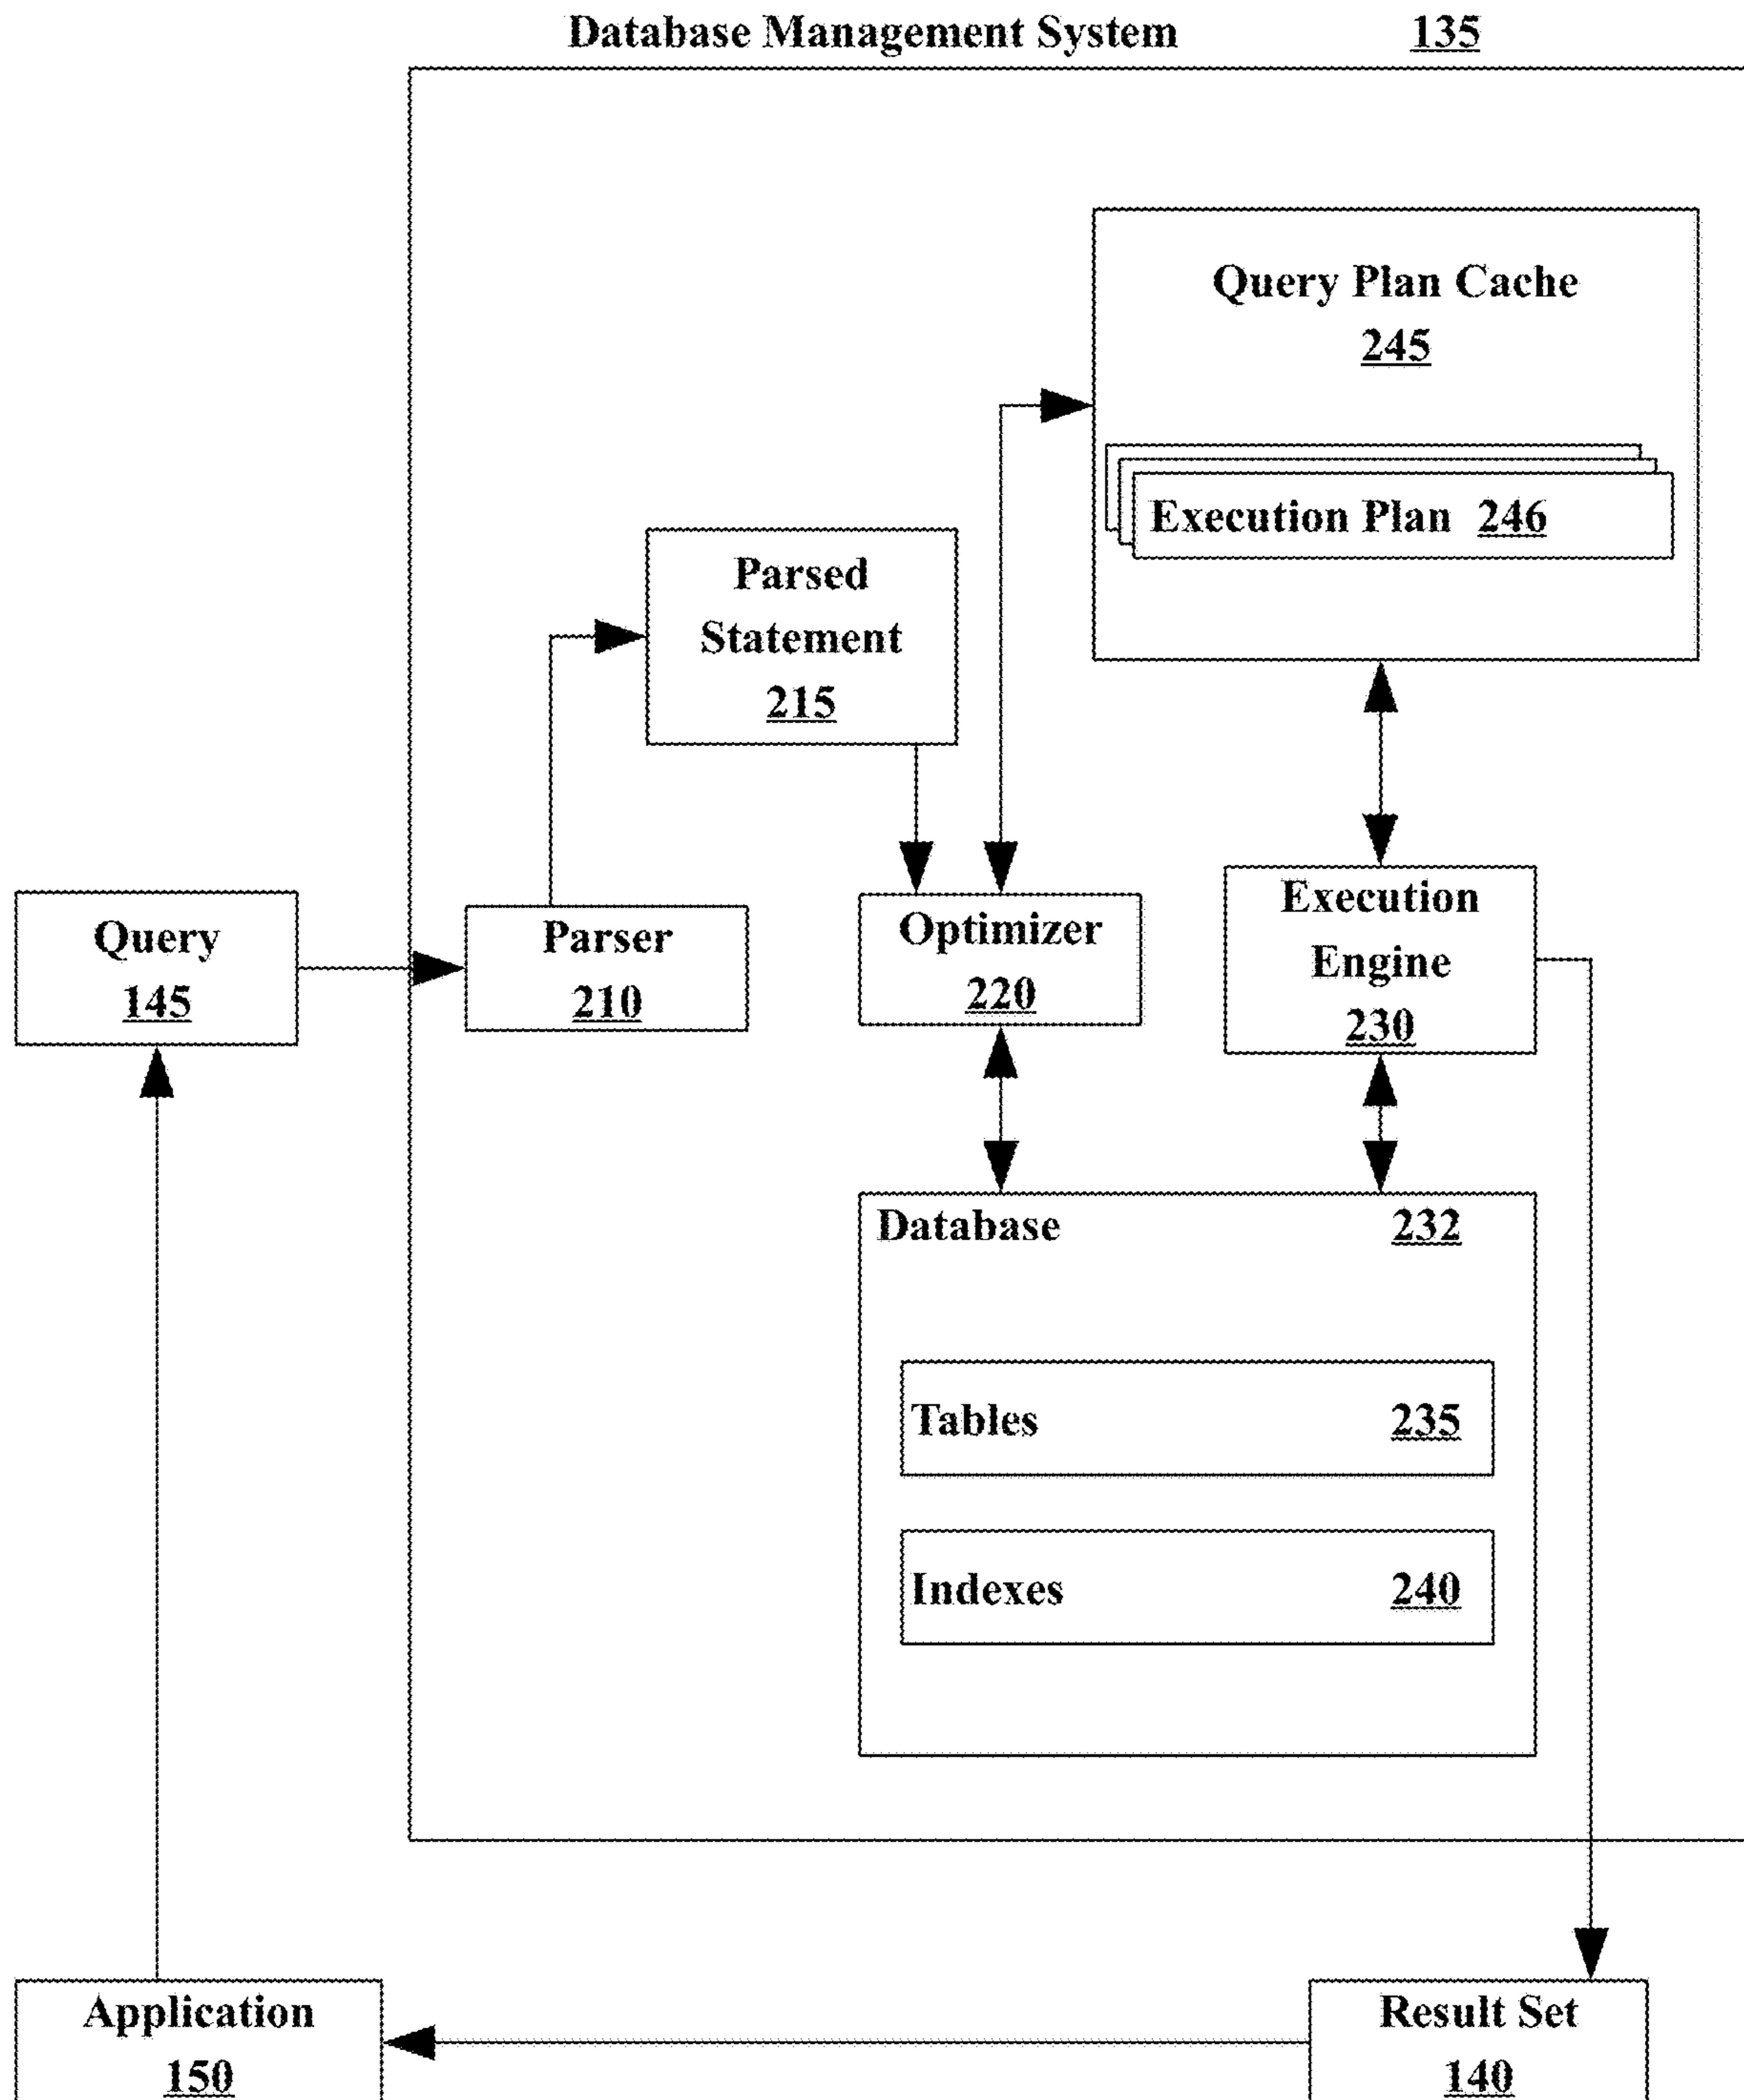 Database Management System 135
Query Plan Cache
245
Execution Plan 246
Parsed
Statement
215
Query
145
Parser
210
Optimizer
220
Execution
Engine
230
Database 232
Tables 235
Indexes 240
Application
150
Result Set
140